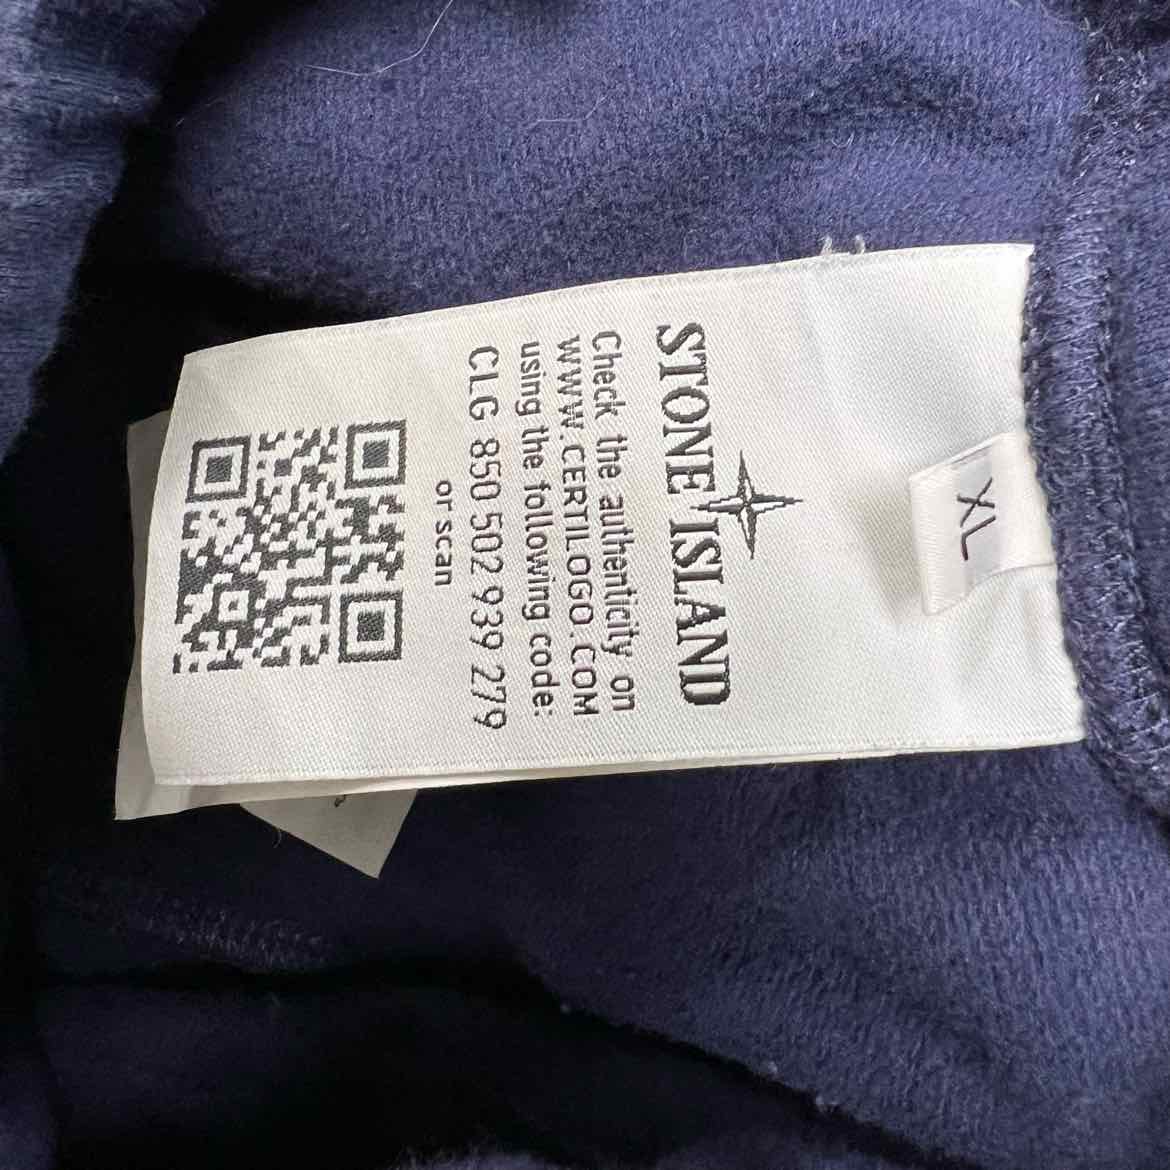 XL
STONE ISLAND
Check the authenticity on
WWW.CERTILOGO.COM
using the following code:
CLG 850 502 939 279
or scan